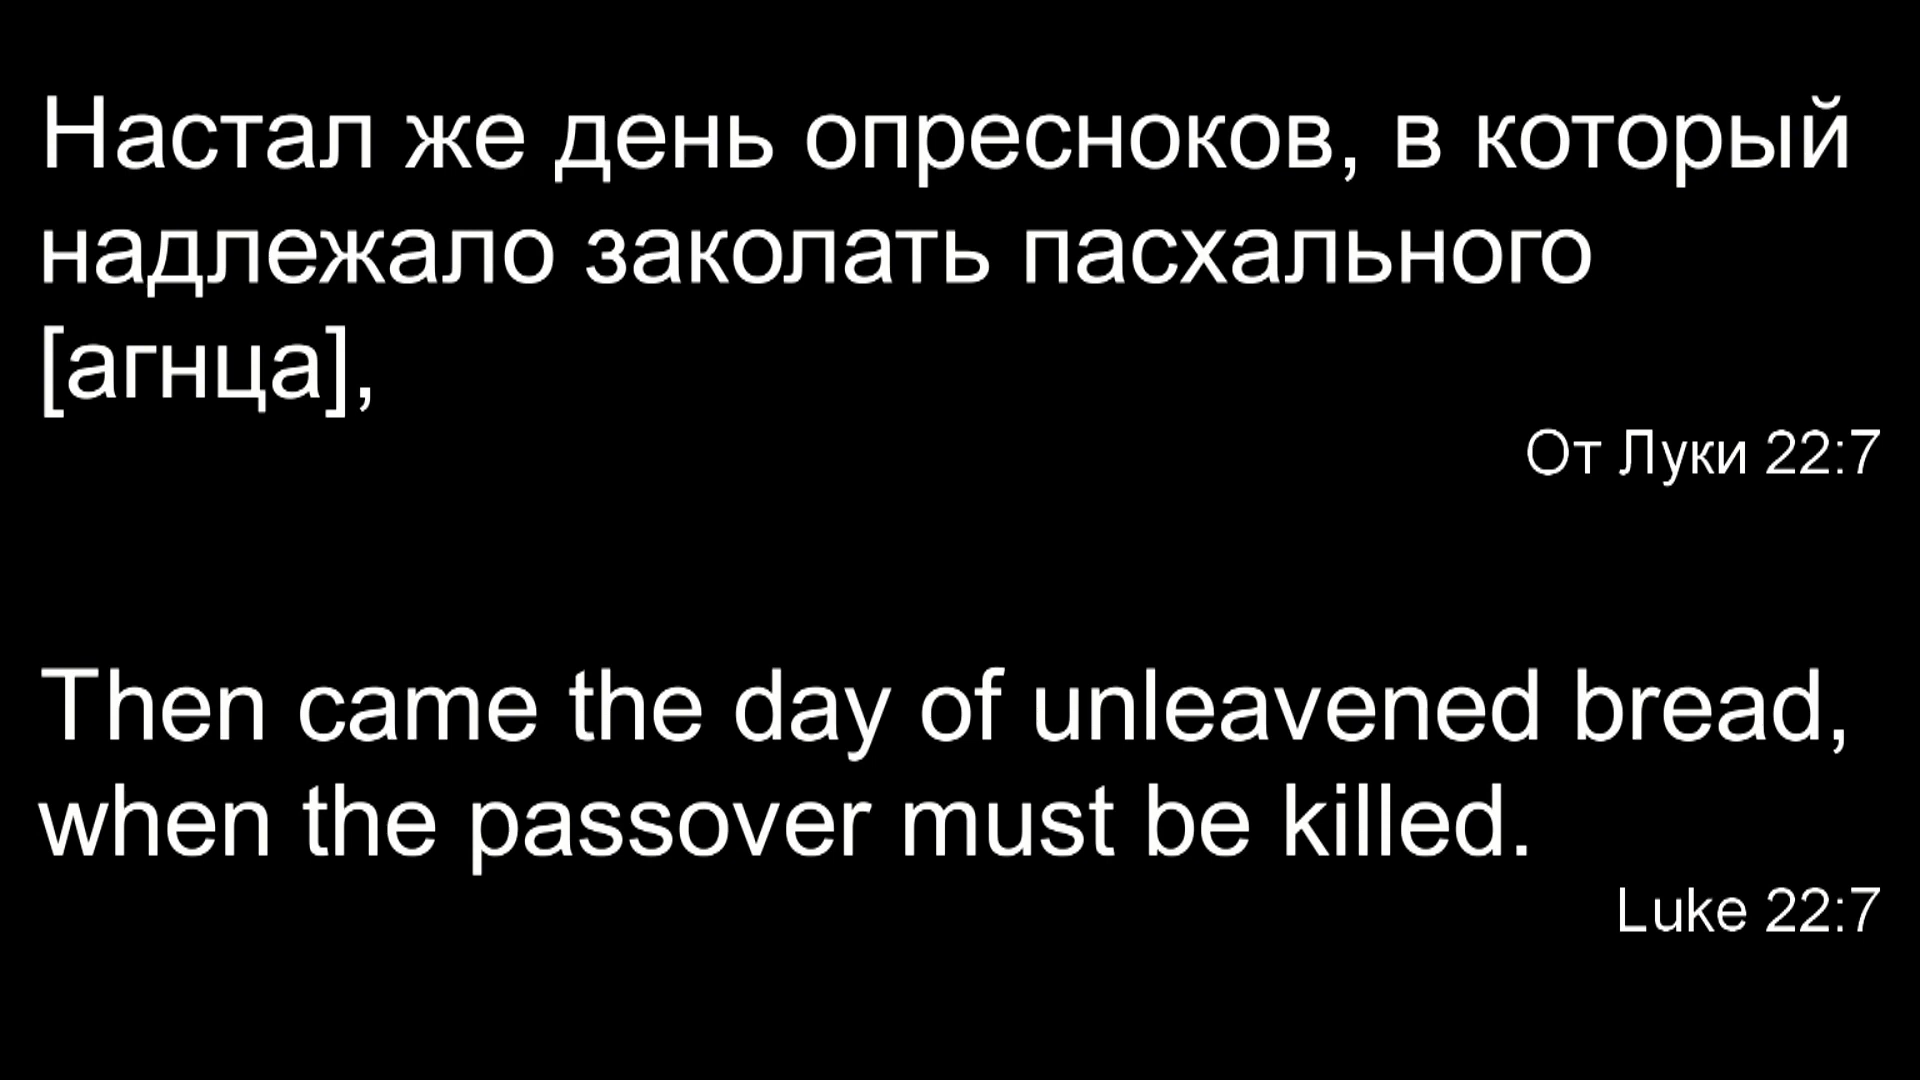 Настал же день опресноков, в который
надлежало заколать пасхального
[агнца],
От Луки 22:7
Then came the day of unleavened bread,
when the passover must be killed.
Luke 22:7